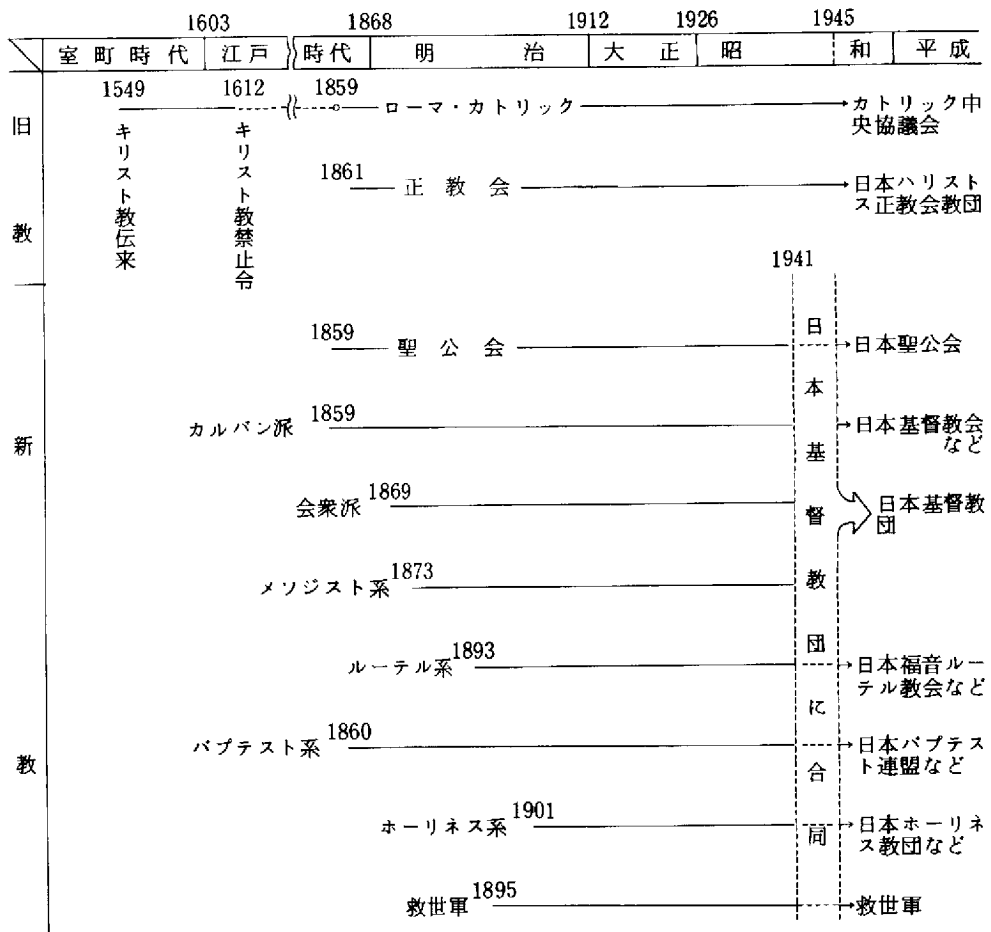 1603 1868 1912 1926 1945
室町時代 江戸 時代 明治 大正 昭 和 平成
旧教
1549 1612 1859
ローマ・カトリック
カトリック中
央協議会
キリスト教伝来
キリスト教禁止令
1861
正教会
日本ハリスト
ス正教会教団
1941
新教
日本基督教団に合同
1859
聖公会
日本聖公会
カルバン派 1859
日本基督教会
など
会衆派 1869
日本基督教
団
メソジスト系 1873
ルーテル系 1893
日本福音ルー
テル教会など
バプテスト系 1860
日本バプテス
ト連盟など
ホーリネス系 1901
日本ホーリネ
ス教団など
救世軍 1895
救世軍